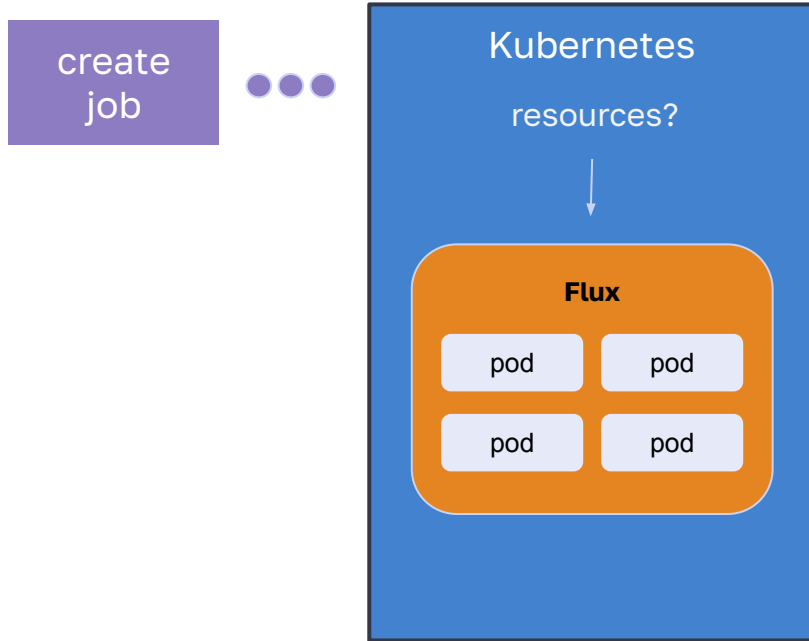 create
job
Kubernetes
resources?
Flux
pod pod
pod pod